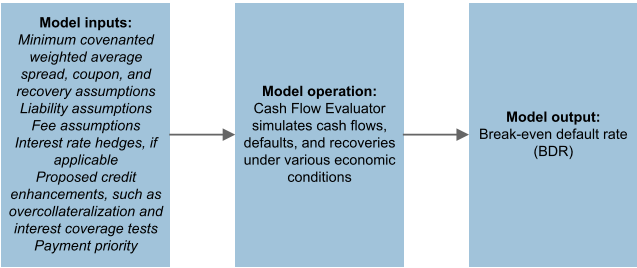 Model inputs:
Minimum covenanted
weighted average
spread, coupon, and
recovery assumptions
Liability assumptions
Fee assumptions
Interest rate hedges, if
applicable
Proposed credit
enhancements, such as
overcollateralization and
interest coverage tests
Payment priority
Model operation:
Cash Flow Evaluator
simulates cash flows,
defaults, and recoveries
under various economic
conditions
Model output:
Break-even default rate
(BDR)